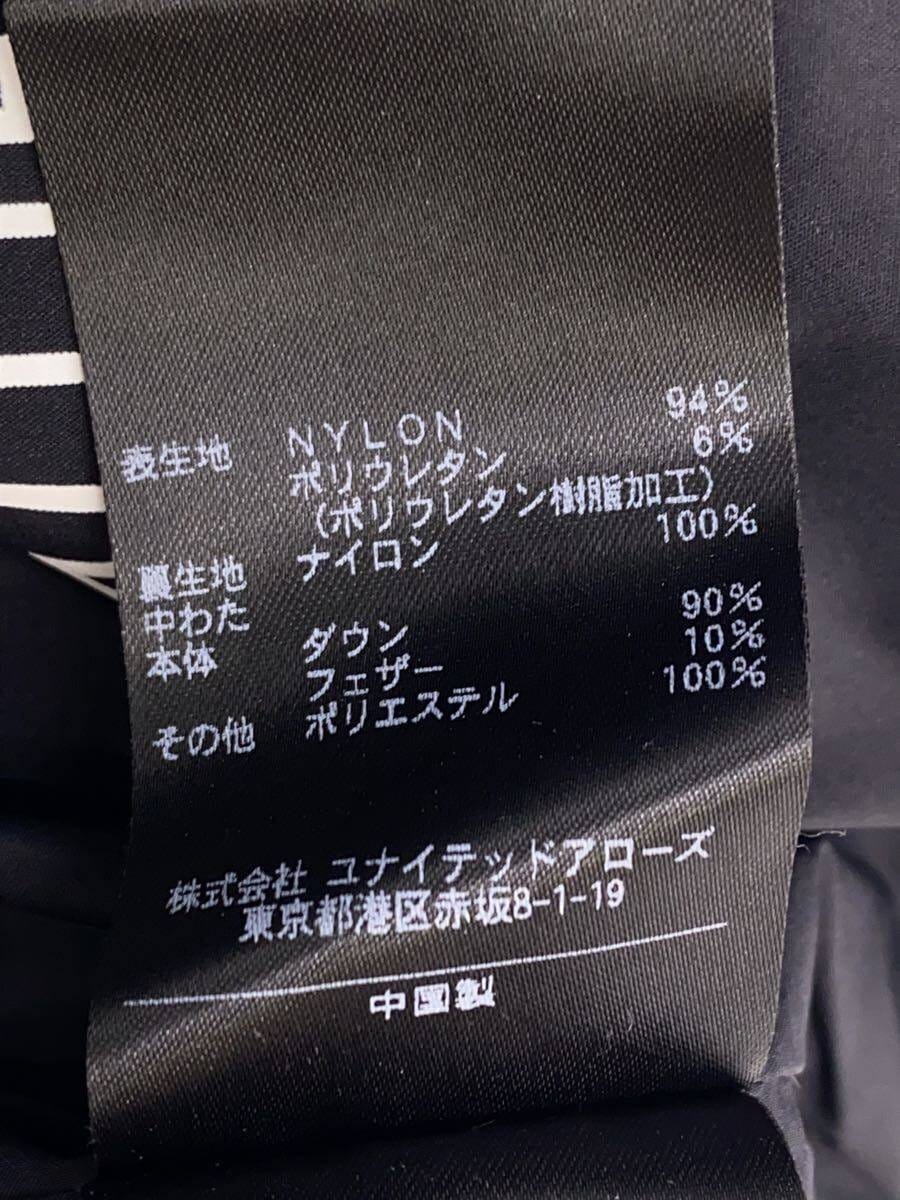 表生地 NYLON 94%
ポリウレタン 6%
(ポリウレタン樹脂加工)
裏生地 ナイロン 100%
中わた
本体 ダウン 90%
フェザー 10%
その他 ポリエステル 100%
株式会社 ユナイテッドアローズ
東京都港区赤坂8-1-19
中国製